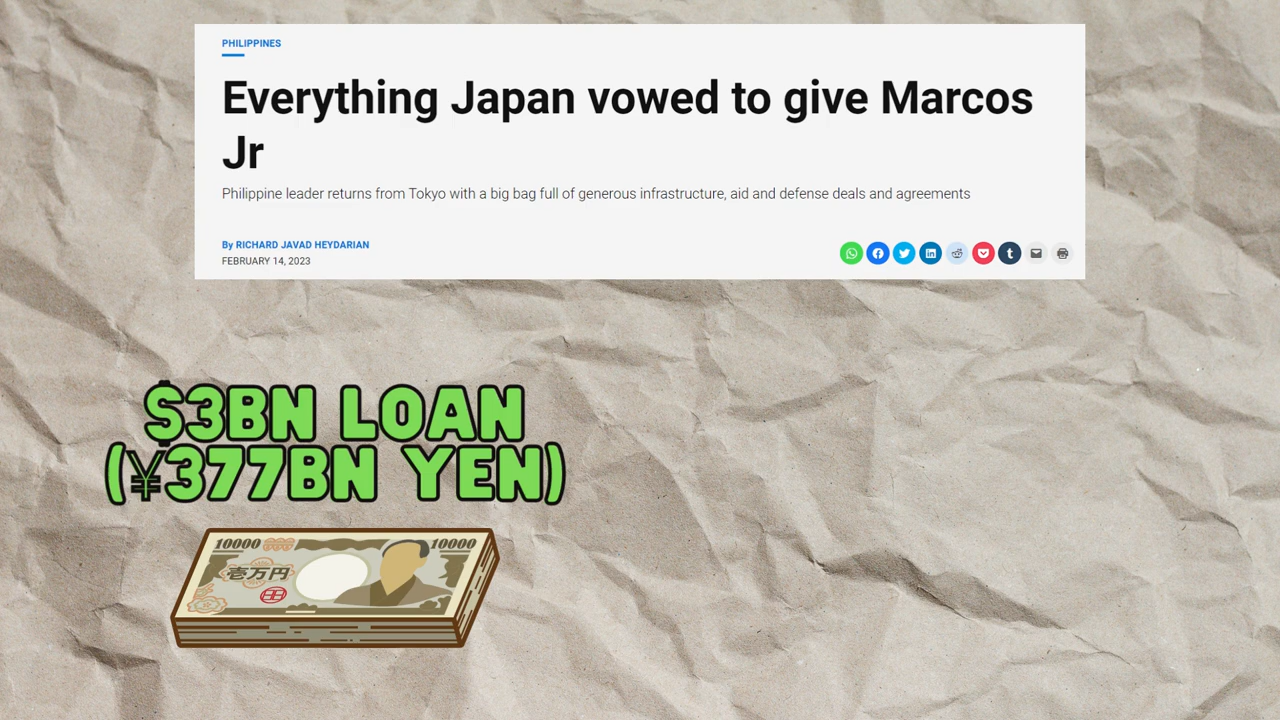 PHILIPPINES
Everything Japan vowed to give Marcos
Jr
Philippine leader returns from Tokyo with a big bag full of generous infrastructure, aid and defense deals and agreements
By RICHARD JAVAD HEYDARIAN
FEBRUARY 14, 2023
$3BN LOAN
(¥377BN YEN)
10000 10000
壱万円